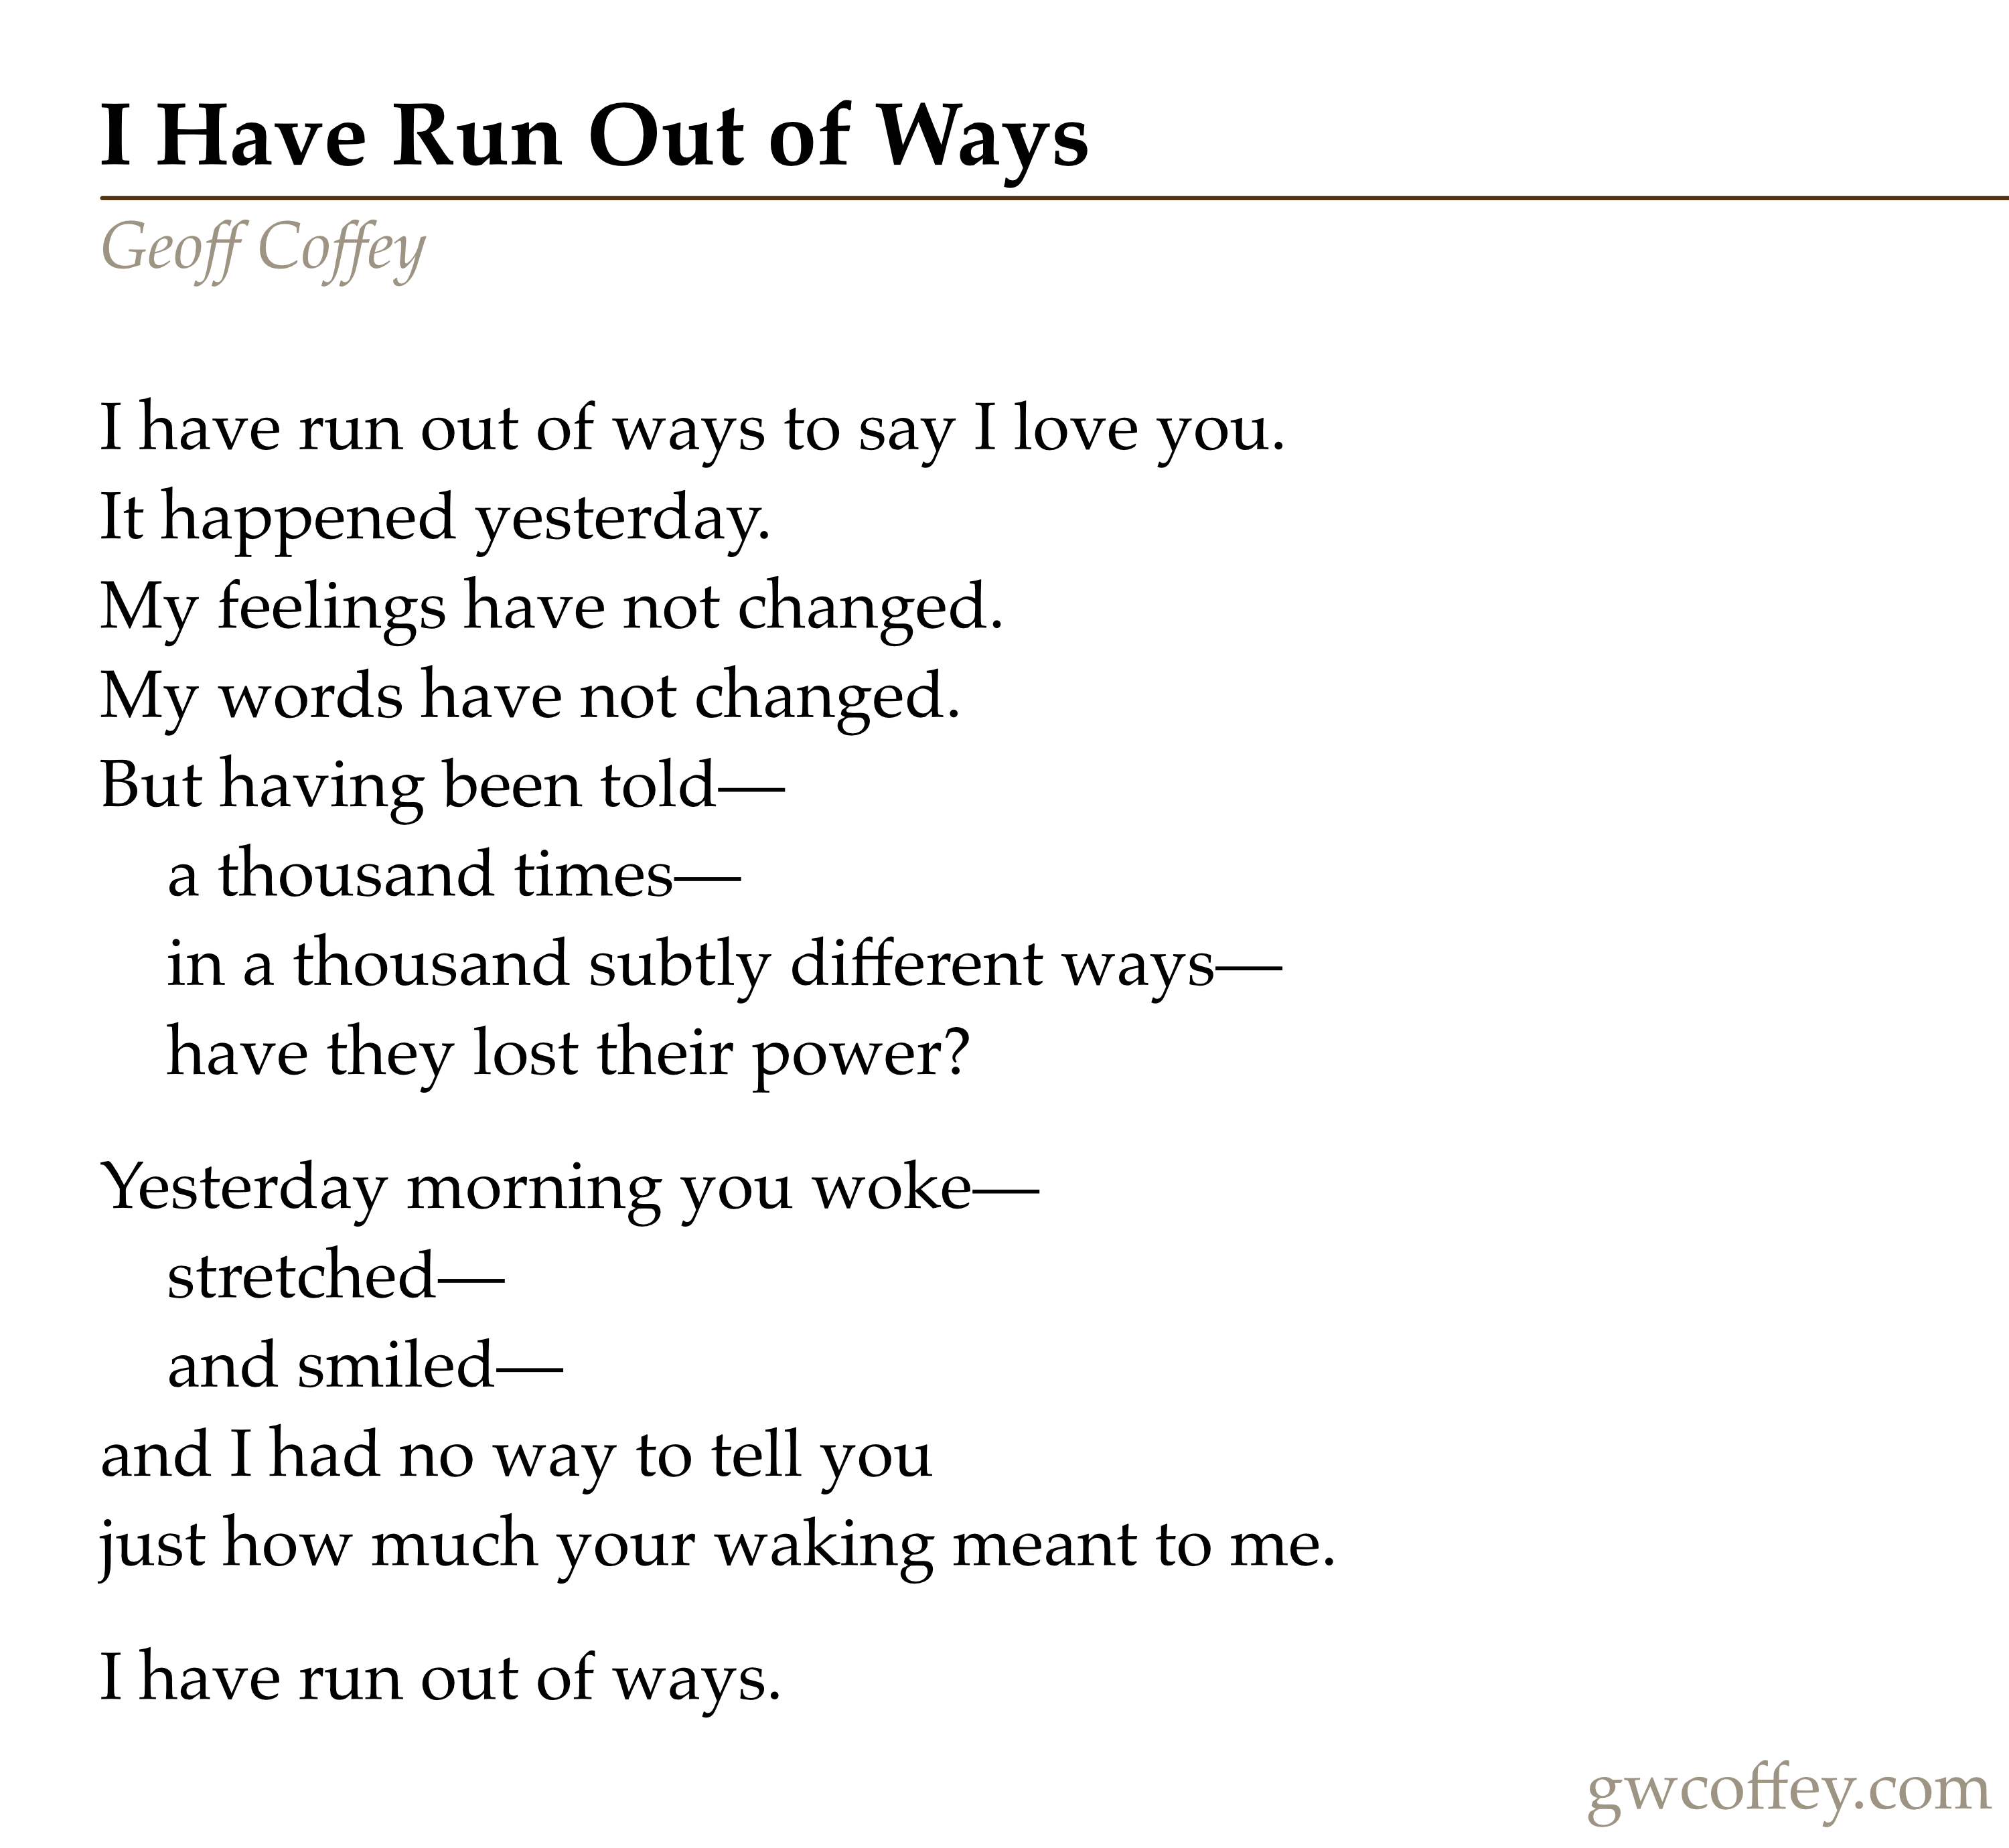 I Have Run Out of Ways
Geoff Coffey
I have run out of ways to say I love you.
It happened yesterday.
My feelings have not changed.
My words have not changed.
But having been told—
a thousand times—
in a thousand subtly different ways—
have they lost their power?
Yesterday morning you woke—
stretched—
and smiled—
and I had no way to tell you
just how much your waking meant to me.
I have run out of ways.
gwcoffey.com